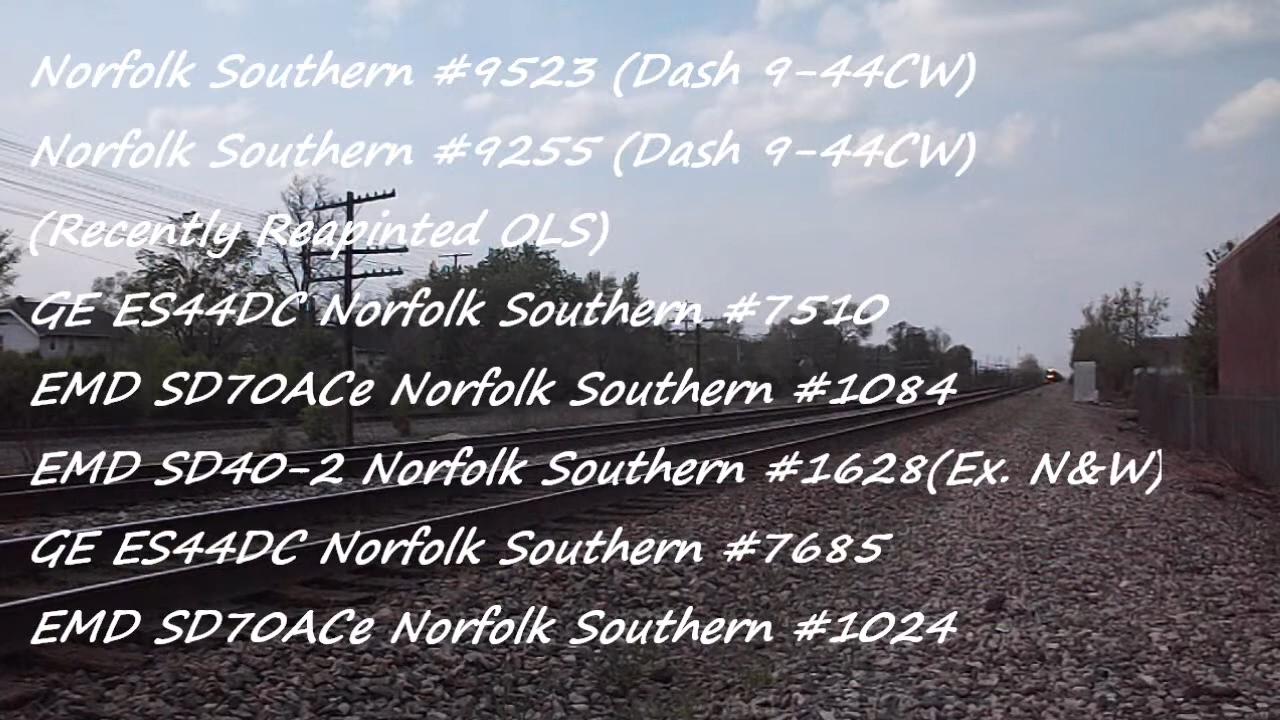 Norfolk Southern #9523 (Dash 9-44CW)
Norfolk Southern #9255 (Dash 9-44CW)
(Recently Reapinted OLS)
GE ES44DC Norfolk Southern #7510
EMD SD70ACe Norfolk Southern #1084
EMD SD40-2 Norfolk Southern #1628(Ex. N&W)
GE ES44DC Norfolk Southern #7685
EMD SD70ACe Norfolk Southern #1024